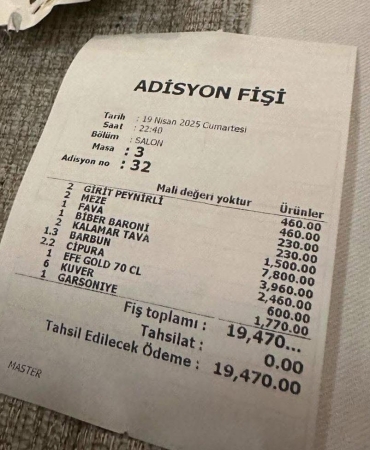 ADİSYON FİŞİ
Tarih : 19 Nisan 2025 Cumartesi
Saat : 22:40
Bölüm : SALON
Masa : 3
Adisyon no : 32
Mali değeri yoktur Ürünler
2 GİRİT PEYNİRLİ 460.00
2 MEZE 460.00
1 FAVA 230.00
1 BİBER BARONİ 230.00
2 KALAMAR TAVA 1,500.00
1.3 BARBUN 7,800.00
2.2 ÇİPURA 3,960.00
1 EFE GOLD 70 CL 2,460.00
6 KUVER 600.00
1 GARSONİYE 1,770.00
Fiş toplamı : 19,470...
Tahsilat : 0.00
Tahsil Edilecek Ödeme : 19,470.00
MASTER